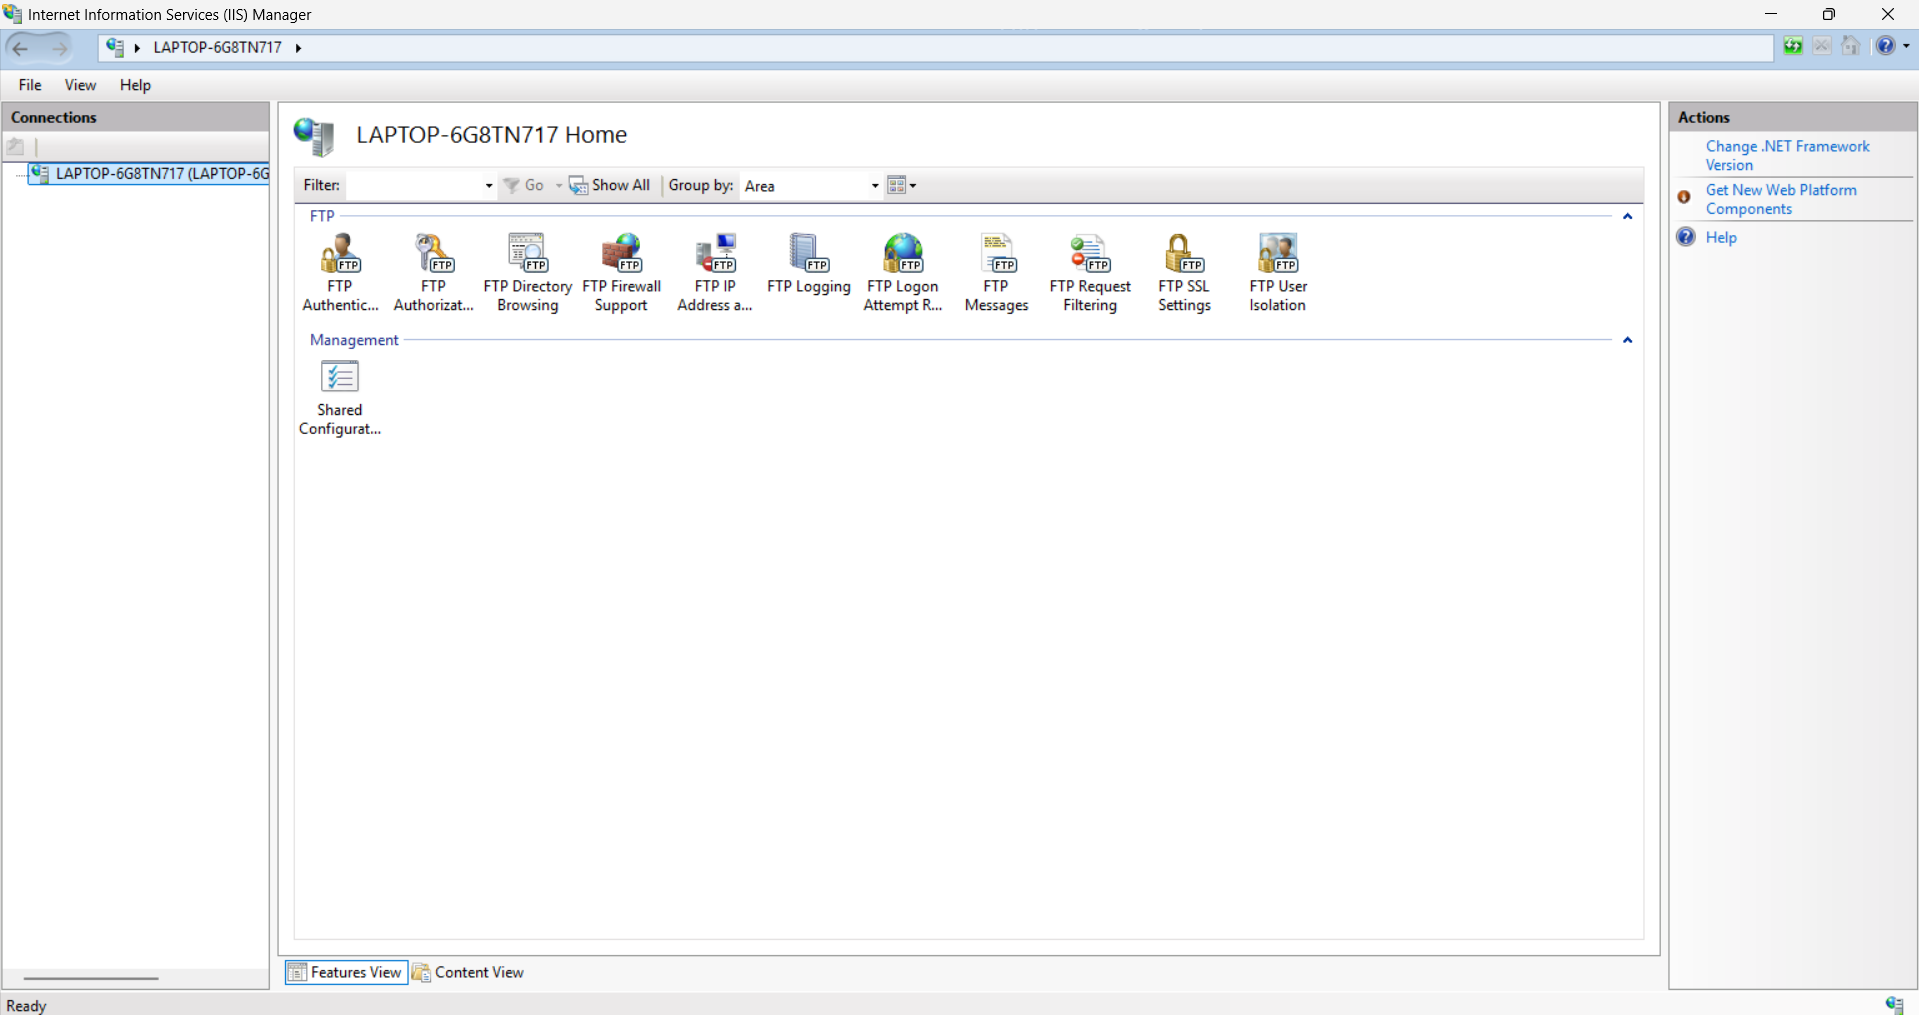 Internet Information Services (IIS) Manager
LAPTOP-6G8TN717
File View Help
Connections
LAPTOP-6G8TN717 (LAPTOP-6G
LAPTOP-6G8TN717 Home
Filter: Go Show All Group by: Area
FTP
FTP Authentic...
FTP Authorizat...
FTP Directory Browsing
FTP Firewall Support
FTP IP Address a...
FTP Logging
FTP Logon Attempt R...
FTP Messages
FTP Request Filtering
FTP SSL Settings
FTP User Isolation
Management
Shared Configurat...
Features View Content View
Actions
Change .NET Framework
Version
Get New Web Platform
Components
Help
Ready